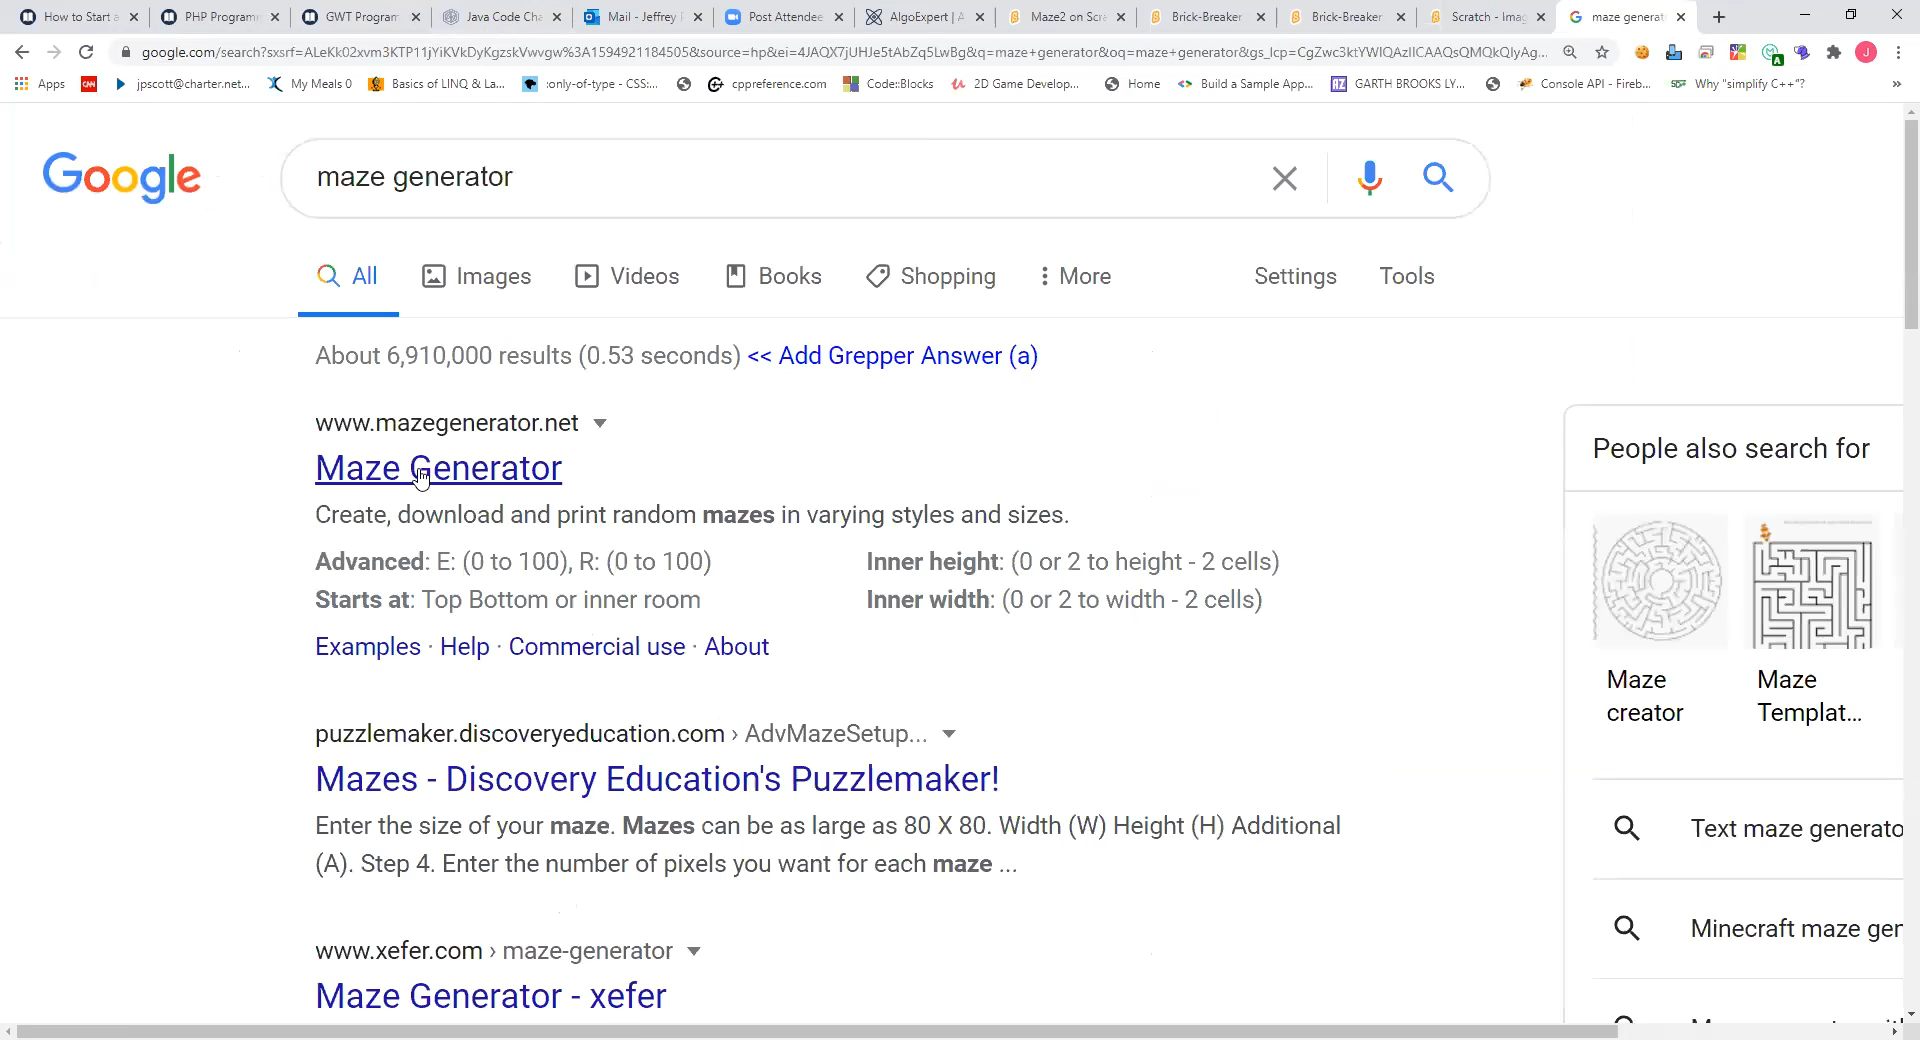 How to Start a
PHP Programm
GWT Program
Java Code Cha
Mail - Jeffrey
Post Attendee
AlgoExpert | A
Maze2 on Scra
Brick-Breaker
Brick-Breaker
Scratch - Imag
maze generat
google.com/search?sxsrf=ALeKk02xvm3KTP11jYiKVkDyKgzskVwvgw%3A1594921184505&source=hp&ei=4JAQX7jUHJe5tAbZq5LwBg&q=maze+generator&oq=maze+generator&gs_lcp=CgZwc3ktYWIQAzIICAAQsQMQkQIyAg...
A
J
Apps
CNN
jpscott@charter.net...
My Meals 0
Basics of LINQ & La...
:only-of-type - CSS:...
cppreference.com
Code::Blocks
2D Game Develop...
Home
Build a Sample App...
AZ
GARTH BROOKS LY...
Console API - Fireb...
Why "simplify C++"?
»
Google
maze generator
All
Images
Videos
Books
Shopping
More
Settings
Tools
About 6,910,000 results (0.53 seconds) << Add Grepper Answer (a)
www.mazegenerator.net
Maze Generator
Create, download and print random mazes in varying styles and sizes.
Advanced: E: (0 to 100), R: (0 to 100)
Inner height: (0 or 2 to height - 2 cells)
Starts at: Top Bottom or inner room
Inner width: (0 or 2 to width - 2 cells)
Examples · Help · Commercial use · About
puzzlemaker.discoveryeducation.com › AdvMazeSetup...
Mazes - Discovery Education's Puzzlemaker!
Enter the size of your maze. Mazes can be as large as 80 X 80. Width (W) Height (H) Additional
(A). Step 4. Enter the number of pixels you want for each maze ...
www.xefer.com › maze-generator
Maze Generator - xefer
People also search for
Maze
creator
Maze
Templat...
Text maze generato
Minecraft maze ger